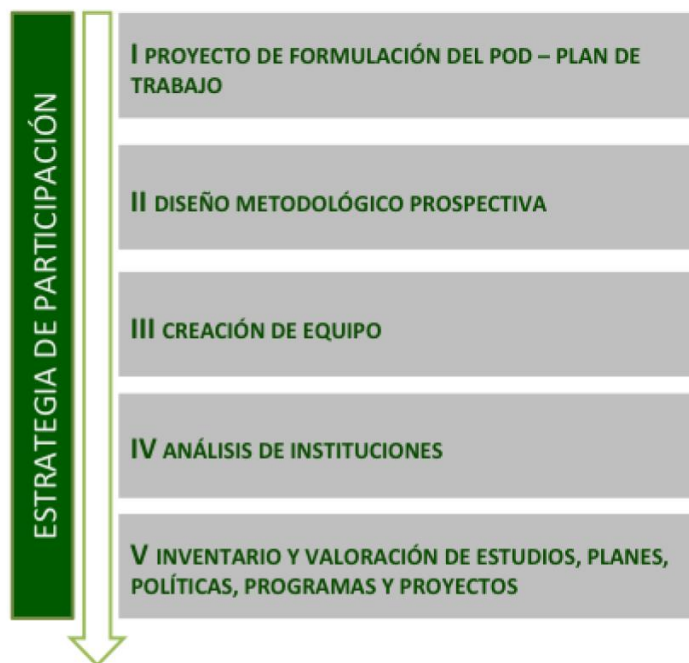 ESTRATEGIA DE PARTICIPACIÓN
I PROYECTO DE FORMULACIÓN DEL POD – PLAN DE
TRABAJO
II DISEÑO METODOLÓGICO PROSPECTIVA
III CREACIÓN DE EQUIPO
IV ANÁLISIS DE INSTITUCIONES
V INVENTARIO Y VALORACIÓN DE ESTUDIOS, PLANES,
POLÍTICAS, PROGRAMAS Y PROYECTOS